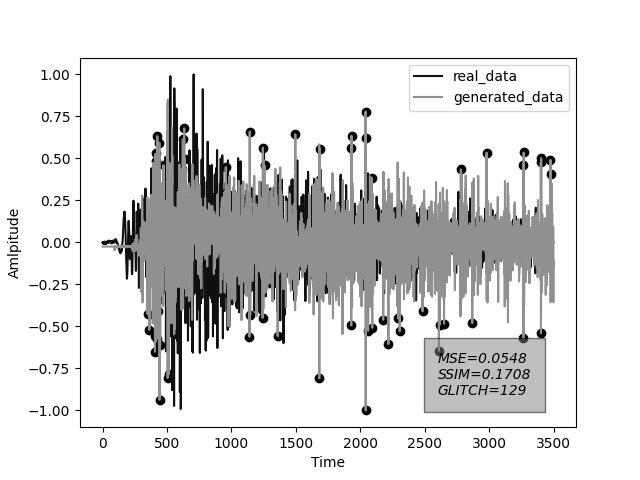 real_data
generated_data
1.00
0.75
0.50
0.25
0.00
−0.25
−0.50
−0.75
−1.00
Amlpitude
MSE=0.0548
SSIM=0.1708
GLITCH=129
0 500 1000 1500 2000 2500 3000 3500
Time